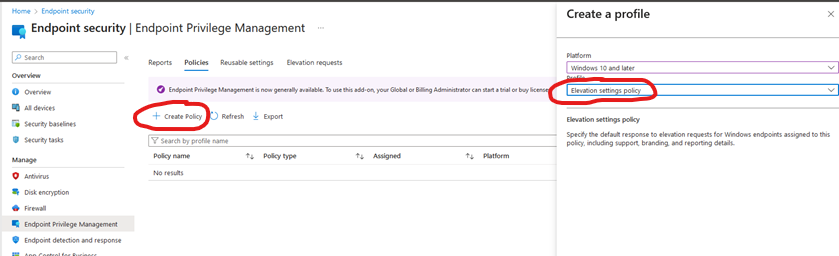 Home > Endpoint security
Endpoint security | Endpoint Privilege Management ...
Search
«
Overview
Overview
All devices
Security baselines
Security tasks
Manage
Antivirus
Disk encryption
Firewall
Endpoint Privilege Management
Endpoint detection and response
Reports Policies Reusable settings Elevation requests
Endpoint Privilege Management is now generally available. To use this add-on, your Global or Billing Administrator can start a trial or buy license
+ Create Policy Refresh Export
Search by profile name
Policy name ↑↓ Policy type ↑↓ Assigned ↑↓ Platform
No results
Create a profile
Platform
Windows 10 and later
Profile
Elevation settings policy
Elevation settings policy
Specify the default response to elevation requests for Windows endpoints assigned to this
policy, including support, branding, and reporting details.